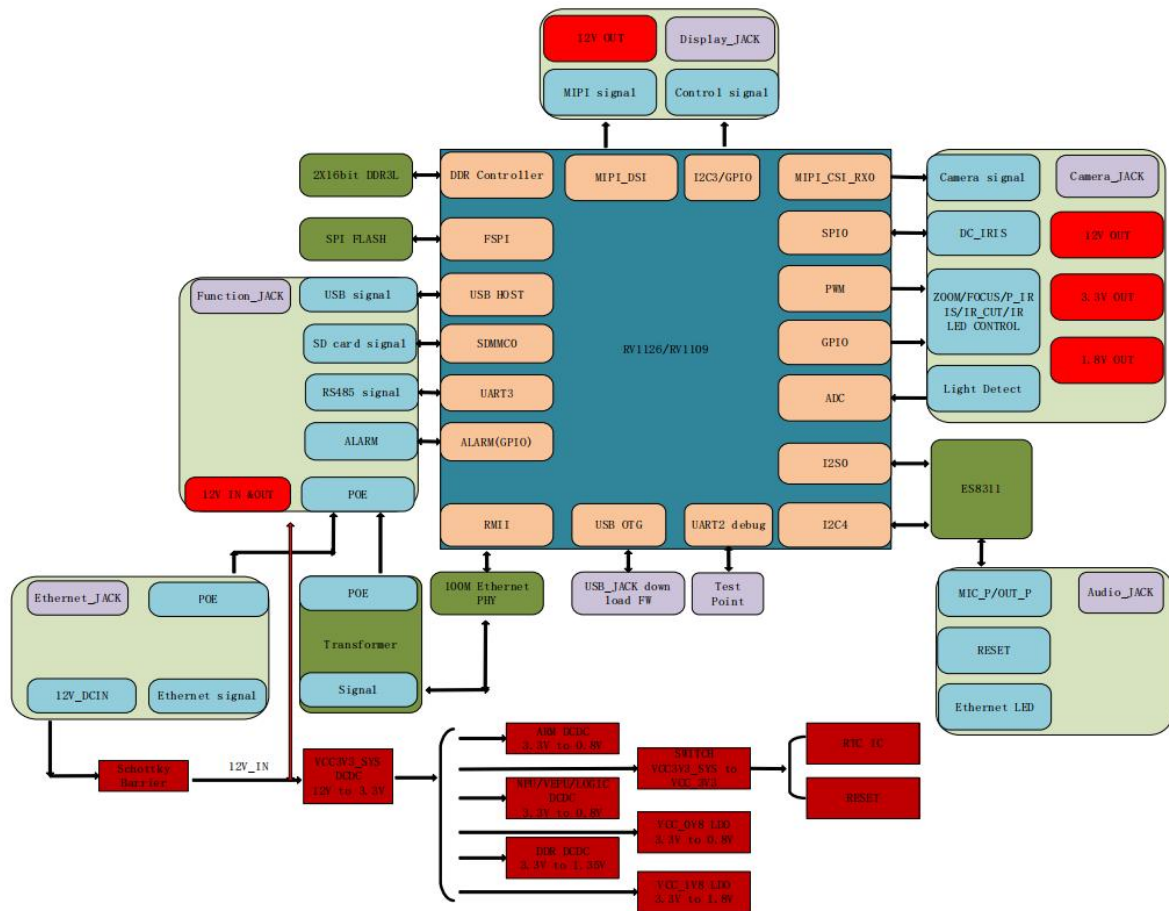 12V OUT
Display_JACK
MIPI signal
Control signal
2X16bit DDR3L
DDR Controller
MIPI_DSI
I2C3/GPIO
MIPI_CSI_RX0
Camera signal
Camera_JACK
SPI FLASH
FSPI
SPI0
DC_IRIS
12V OUT
Function_JACK
USB signal
USB HOST
PWM
ZOOM/FOCUS/P_IR
IS/IR_CUT/IR
LED CONTROL
3.3V OUT
SD card signal
SDMMC0
RV1126/RV1109
GPIO
1.8V OUT
RS485 signal
UART3
ADC
Light Detect
ALARM
ALARM(GPIO)
I2S0
ES8311
12V IN &OUT
POE
RMII
USB OTG
UART2 debug
I2C4
Ethernet_JACK
POE
POE
100M Ethernet
PHY
USB_JACK down
load FW
Test
Point
MIC_P/OUT_P
Audio_JACK
Transformer
RESET
12V_DCIN
Ethernet signal
Signal
Ethernet LED
Schottky
Barrier
12V_IN
VCC3V3_SYS
DCDC
12V to 3.3V
ARM DCDC
3.3V to 0.8V
SWITCH
VCC3V3_SYS to
VCC_3V3
RTC IC
NPU/VEPU/LOGIC
DCDC
3.3V to 0.8V
RESET
VCC_0V8 LDO
3.3V to 0.8V
DDR DCDC
3.3V to 1.35V
VCC_1V8 LDO
3.3V to 1.8V